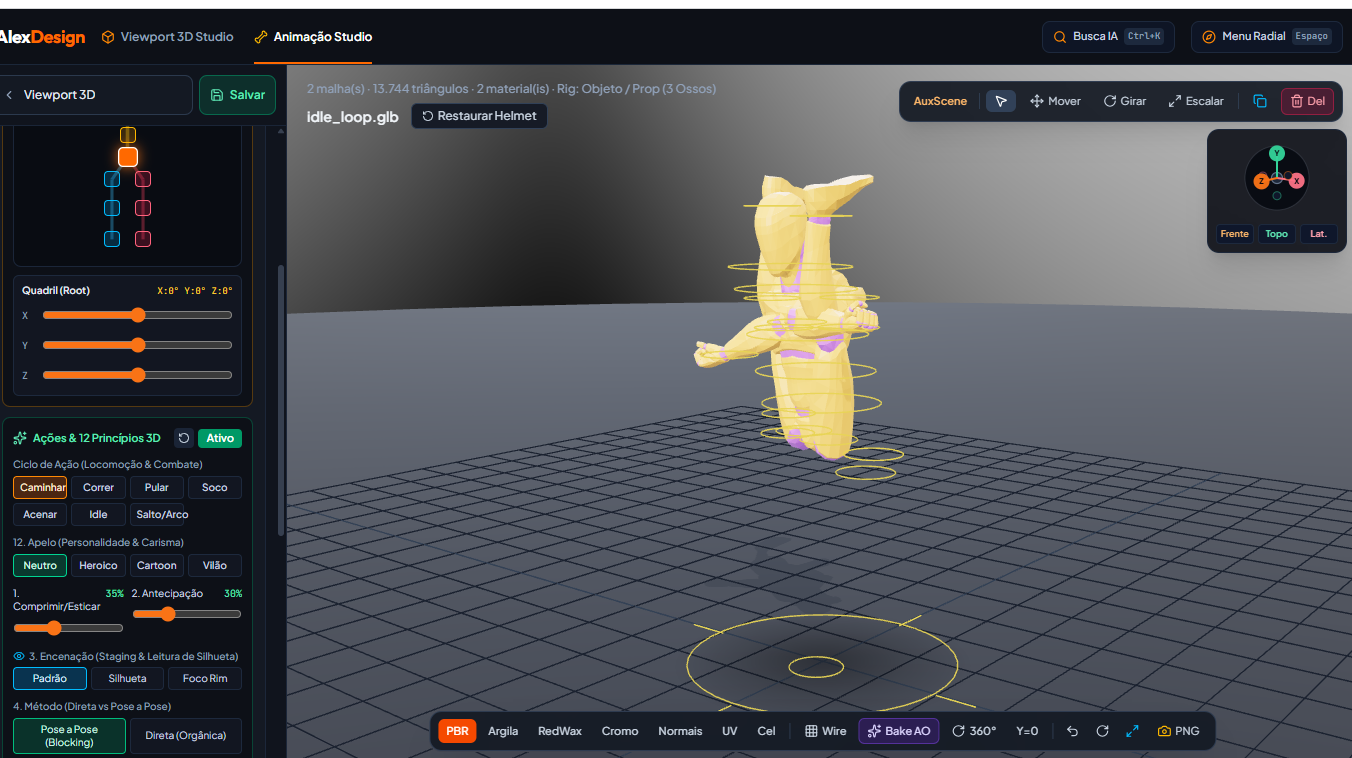 AlexDesign
Viewport 3D Studio
Animação Studio
Busca IA Ctrl+K
Menu Radial Espaço
Viewport 3D
Salvar
2 malha(s) · 13.744 triângulos · 2 material(is) · Rig: Objeto / Prop (3 Ossos)
idle_loop.glb
Restaurar Helmet
AuxScene
Mover
Girar
Escalar
Del
Y
Z
X
Frente
Topo
Lat.
Quadril (Root)
X:0° Y:0° Z:0°
X
Y
Z
Ações & 12 Princípios 3D
Ativo
Ciclo de Ação (Locomoção & Combate)
Caminhar
Correr
Pular
Soco
Acenar
Idle
Salto/Arco
12. Apelo (Personalidade & Carisma)
Neutro
Heroico
Cartoon
Vilão
1. Comprimir/Esticar 35%
2. Antecipação 30%
3. Encenação (Staging & Leitura de Silhueta)
Padrão
Silhueta
Foco Rim
4. Método (Direta vs Pose a Pose)
Pose a Pose
(Blocking)
Direta (Orgânica)
PBR
Argila
RedWax
Cromo
Normais
UV
Cel
Wire
Bake AO
360°
Y=0
PNG